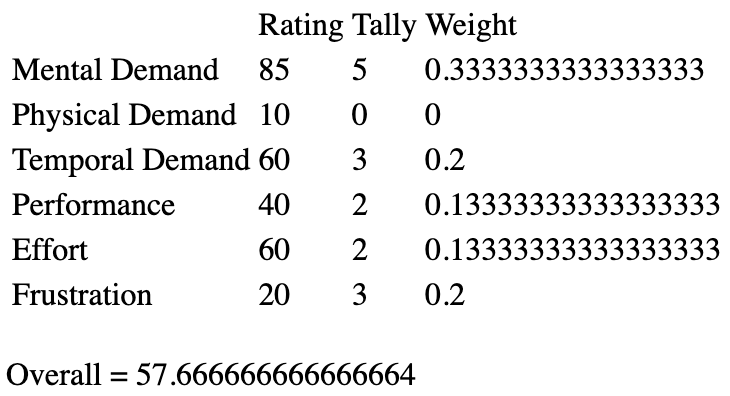 Rating Tally Weight
Mental Demand 85 5 0.3333333333333333
Physical Demand 10 0 0
Temporal Demand 60 3 0.2
Performance 40 2 0.13333333333333333
Effort 60 2 0.13333333333333333
Frustration 20 3 0.2
Overall = 57.666666666666664